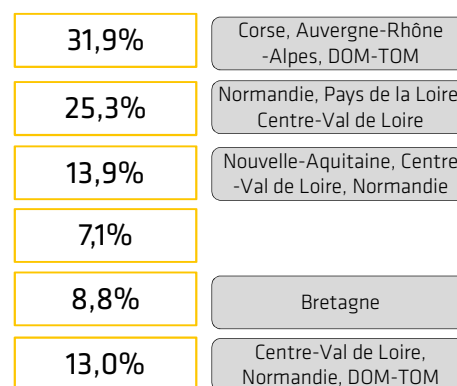 31,9%
Corse, Auvergne-Rhône
-Alpes, DOM-TOM
25,3%
Normandie, Pays de la Loire
Centre-Val de Loire
13,9%
Nouvelle-Aquitaine, Centre
-Val de Loire, Normandie
7,1%
8,8%
Bretagne
13,0%
Centre-Val de Loire,
Normandie, DOM-TOM